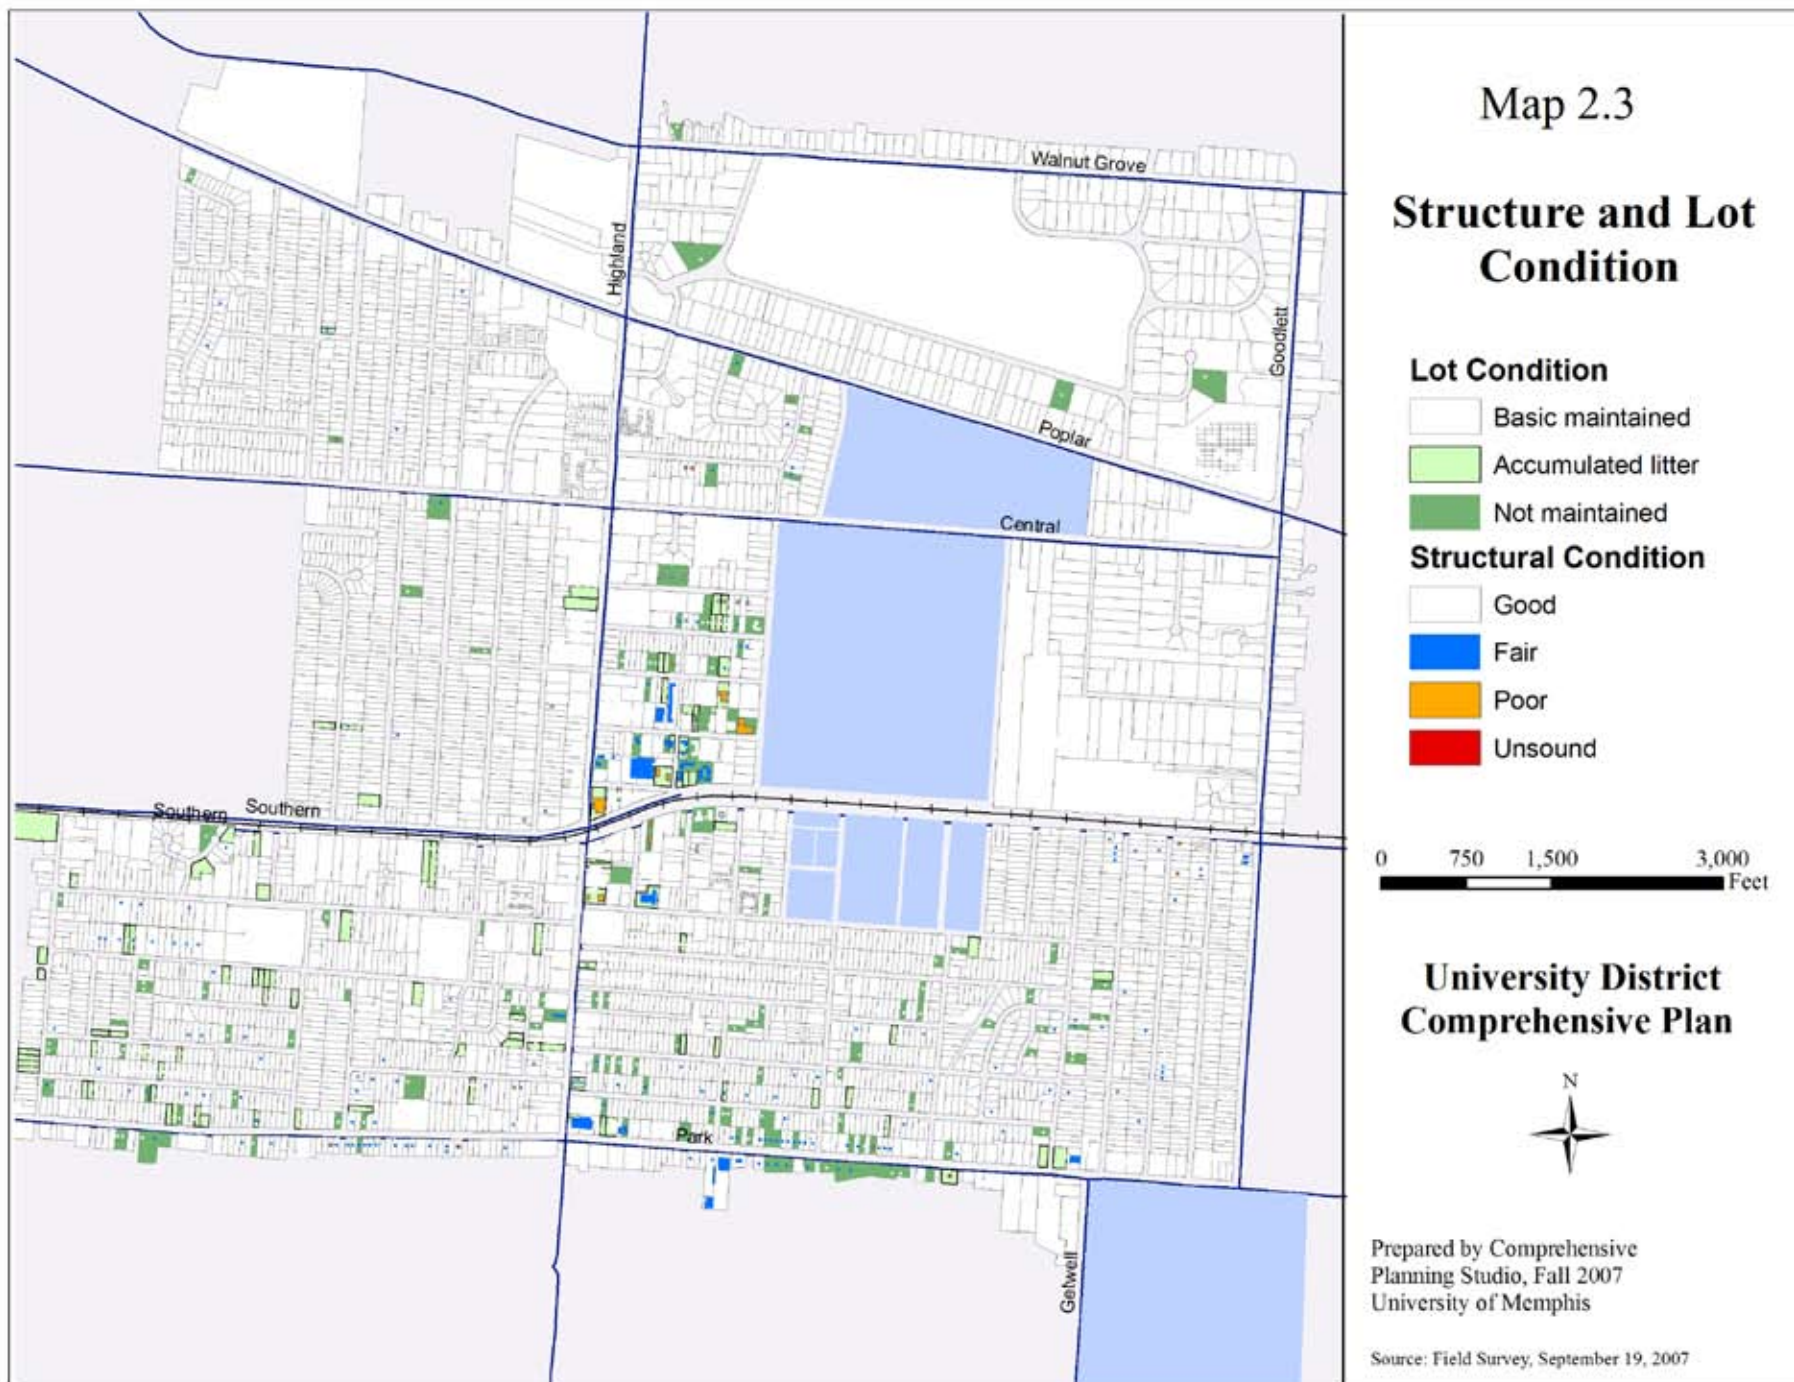 Map 2.3
Structure and Lot
Condition
Lot Condition
Basic maintained
Accumulated litter
Not maintained
Structural Condition
Good
Fair
Poor
Unsound
0 750 1,500 3,000
Feet
University District
Comprehensive Plan
N
Prepared by Comprehensive
Planning Studio, Fall 2007
University of Memphis
Source: Field Survey, September 19, 2007
Walnut Grove
Highland
Goodlett
Poplar
Central
Southern
Southern
Park
Getwell